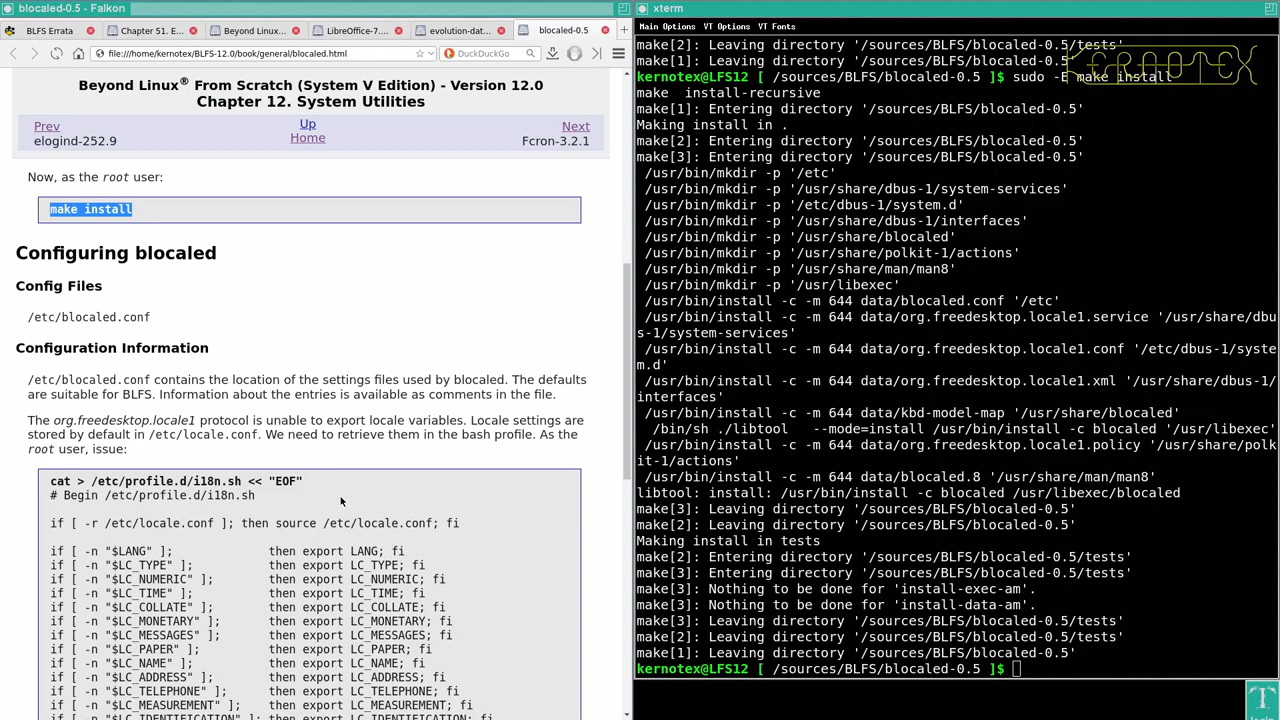 blocaled-0.5 - Falkon
BLFS Errata
Chapter 51. E
Beyond Linux...
LibreOffice-7....
evolution-dat...
blocaled-0.5
file:///home/kernotex/BLFS-12.0/book/general/blocaled.html
DuckDuckGo
Beyond Linux® From Scratch (System V Edition) - Version 12.0
Chapter 12. System Utilities
Prev
Up
Next
elogind-252.9
Home
Fcron-3.2.1
Now, as the root user:
make install
Configuring blocaled
Config Files
/etc/blocaled.conf
Configuration Information
/etc/blocaled.conf contains the location of the settings files used by blocaled. The defaults
are suitable for BLFS. Information about the entries is available as comments in the file.
The org.freedesktop.locale1 protocol is unable to export locale variables. Locale settings are
stored by default in /etc/locale.conf. We need to retrieve them in the bash profile. As the
root user, issue:
cat > /etc/profile.d/i18n.sh << "EOF"
# Begin /etc/profile.d/i18n.sh
if [ -r /etc/locale.conf ]; then source /etc/locale.conf; fi
if [ -n "$LANG" ]; then export LANG; fi
if [ -n "$LC_TYPE" ]; then export LC_TYPE; fi
if [ -n "$LC_NUMERIC" ]; then export LC_NUMERIC; fi
if [ -n "$LC_TIME" ]; then export LC_TIME; fi
if [ -n "$LC_COLLATE" ]; then export LC_COLLATE; fi
if [ -n "$LC_MONETARY" ]; then export LC_MONETARY; fi
if [ -n "$LC_MESSAGES" ]; then export LC_MESSAGES; fi
if [ -n "$LC_PAPER" ]; then export LC_PAPER; fi
if [ -n "$LC_NAME" ]; then export LC_NAME; fi
if [ -n "$LC_ADDRESS" ]; then export LC_ADDRESS; fi
if [ -n "$LC_TELEPHONE" ]; then export LC_TELEPHONE; fi
if [ -n "$LC_MEASUREMENT" ]; then export LC_MEASUREMENT; fi
if [ -n "$LC_IDENTIFICATION" ]; then export LC_IDENTIFICATION; fi
xterm
Main Options VT Options VT Fonts
make[2]: Leaving directory '/sources/BLFS/blocaled-0.5/tests'
make[1]: Leaving directory '/sources/BLFS/blocaled-0.5'
KERNOTEX
kernotex@LFS12 [ /sources/BLFS/blocaled-0.5 ]$ sudo -E make install
make  install-recursive
make[1]: Entering directory '/sources/BLFS/blocaled-0.5'
Making install in .
make[2]: Entering directory '/sources/BLFS/blocaled-0.5'
make[3]: Entering directory '/sources/BLFS/blocaled-0.5'
/usr/bin/mkdir -p '/etc'
/usr/bin/mkdir -p '/usr/share/dbus-1/system-services'
/usr/bin/mkdir -p '/etc/dbus-1/system.d'
/usr/bin/mkdir -p '/usr/share/dbus-1/interfaces'
/usr/bin/mkdir -p '/usr/share/blocaled'
/usr/bin/mkdir -p '/usr/share/polkit-1/actions'
/usr/bin/mkdir -p '/usr/share/man/man8'
/usr/bin/mkdir -p '/usr/libexec'
/usr/bin/install -c -m 644 data/blocaled.conf '/etc'
/usr/bin/install -c -m 644 data/org.freedesktop.locale1.service '/usr/share/dbu
s-1/system-services'
/usr/bin/install -c -m 644 data/org.freedesktop.locale1.conf '/etc/dbus-1/syste
m.d'
/usr/bin/install -c -m 644 data/org.freedesktop.locale1.xml '/usr/share/dbus-1/
interfaces'
/usr/bin/install -c -m 644 data/kbd-model-map '/usr/share/blocaled'
/bin/sh ./libtool   --mode=install /usr/bin/install -c blocaled '/usr/libexec'
/usr/bin/install -c -m 644 data/org.freedesktop.locale1.policy '/usr/share/polk
it-1/actions'
/usr/bin/install -c -m 644 data/blocaled.8 '/usr/share/man/man8'
libtool: install: /usr/bin/install -c blocaled /usr/libexec/blocaled
make[3]: Leaving directory '/sources/BLFS/blocaled-0.5'
make[2]: Leaving directory '/sources/BLFS/blocaled-0.5'
Making install in tests
make[2]: Entering directory '/sources/BLFS/blocaled-0.5/tests'
make[3]: Entering directory '/sources/BLFS/blocaled-0.5/tests'
make[3]: Nothing to be done for 'install-exec-am'.
make[3]: Nothing to be done for 'install-data-am'.
make[3]: Leaving directory '/sources/BLFS/blocaled-0.5/tests'
make[2]: Leaving directory '/sources/BLFS/blocaled-0.5/tests'
make[1]: Leaving directory '/sources/BLFS/blocaled-0.5'
kernotex@LFS12 [ /sources/BLFS/blocaled-0.5 ]$